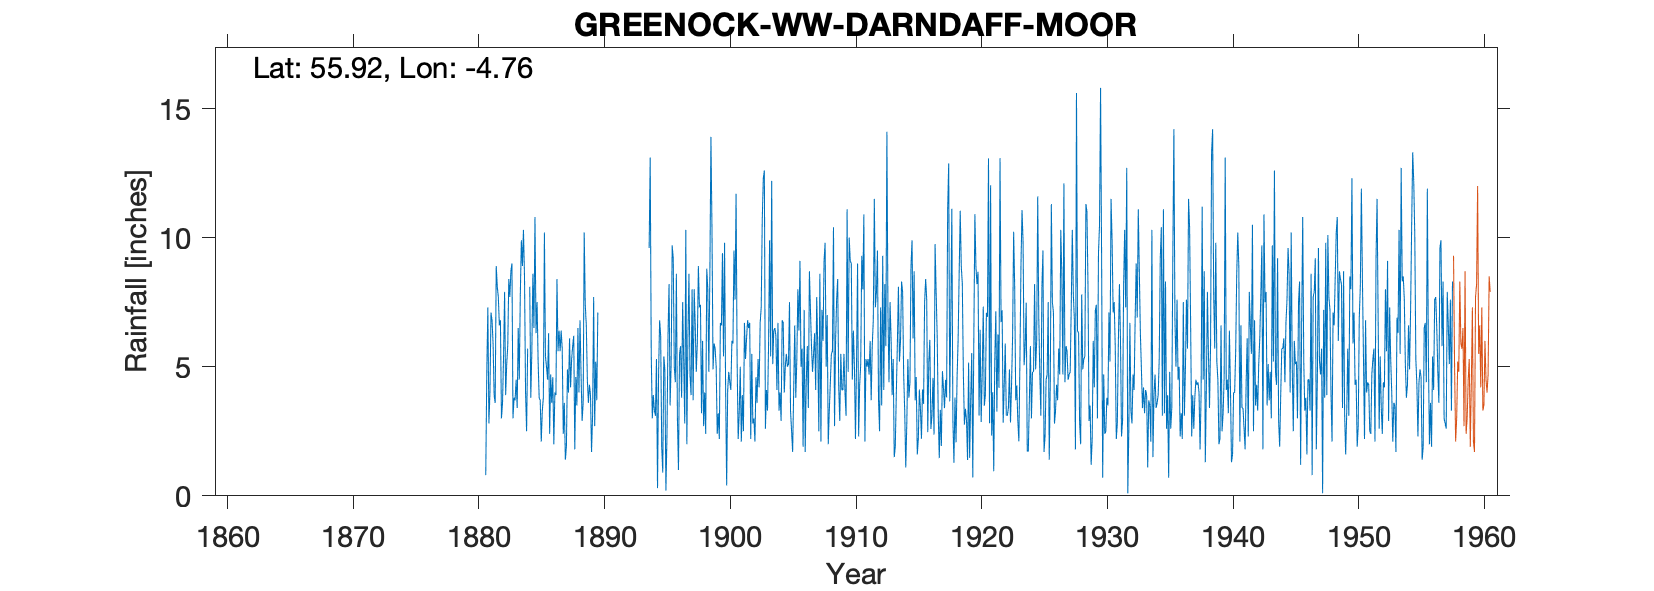 GREENOCK-WW-DARNDAFF-MOOR
Lat: 55.92, Lon: -4.76
15
10
5
0
Rainfall [inches]
1860 1870 1880 1890 1900 1910 1920 1930 1940 1950 1960
Year